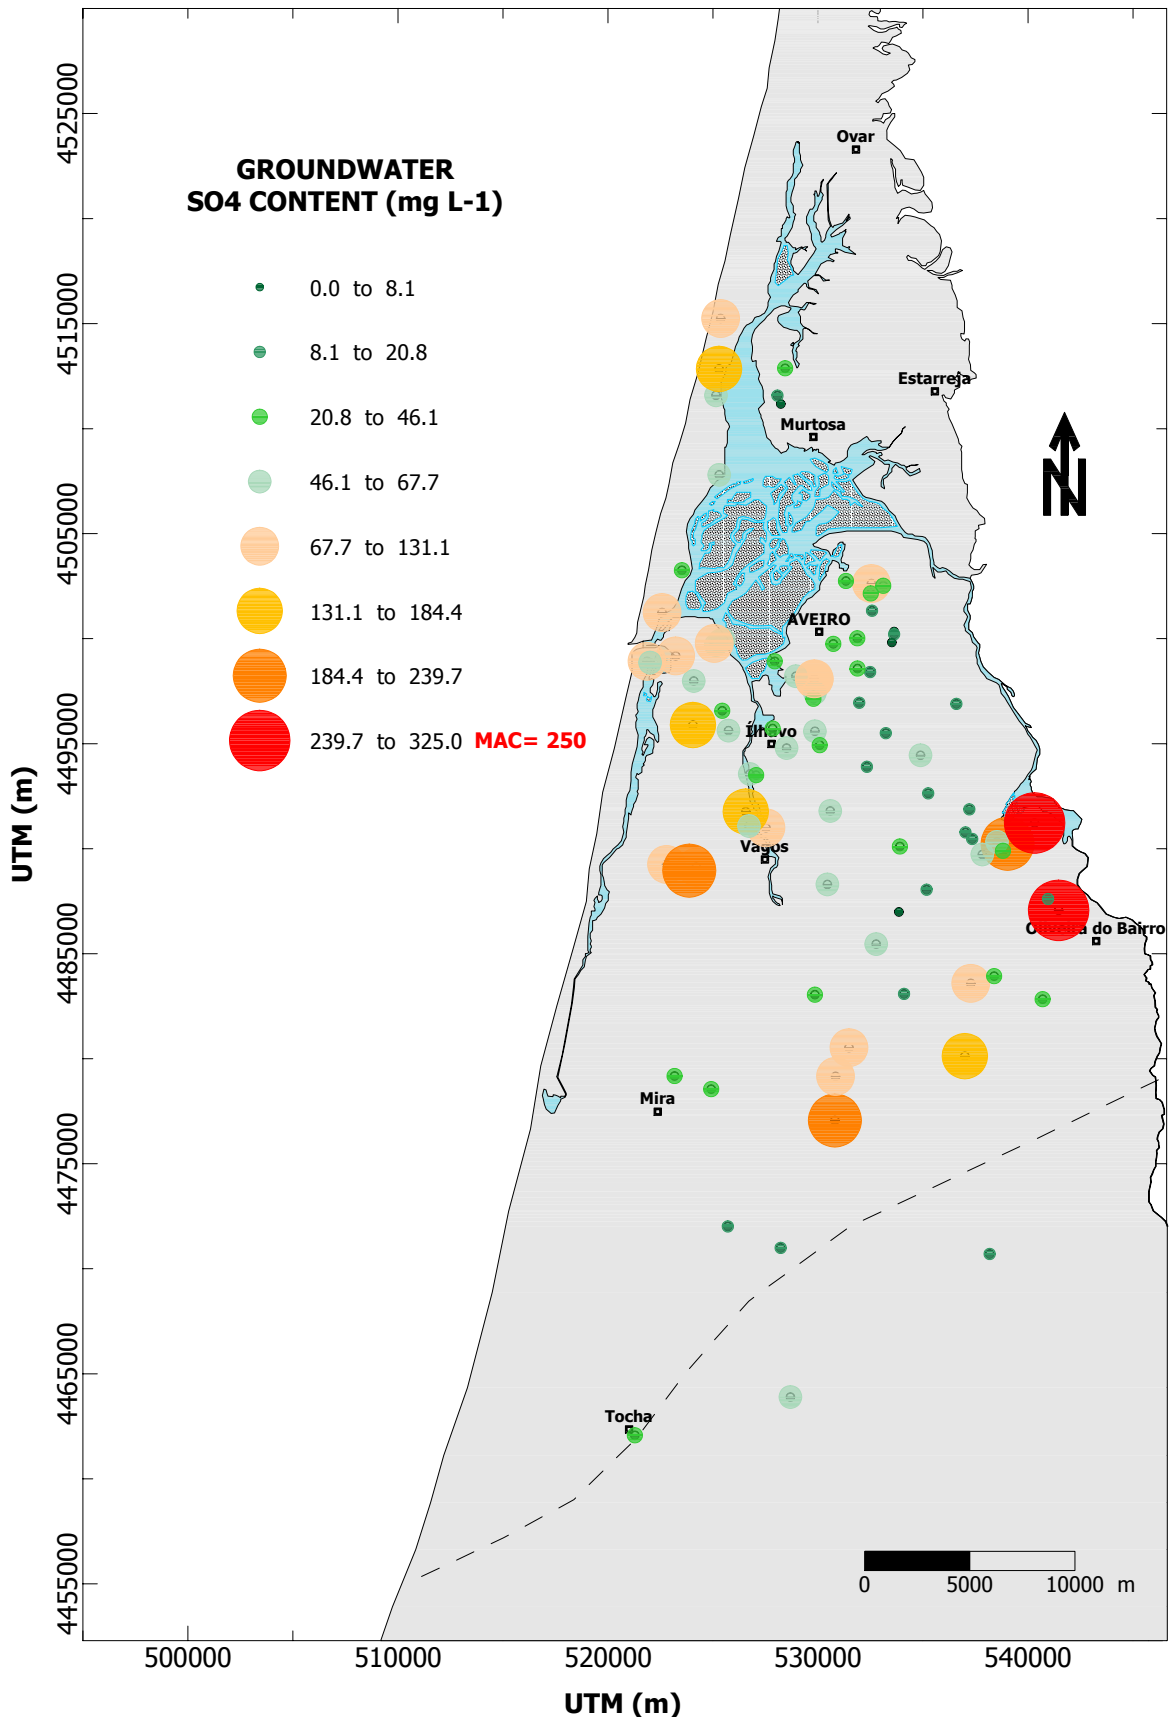 GROUNDWATER
SO4 CONTENT (mg L-1)
0.0 to 8.1
8.1 to 20.8
20.8 to 46.1
46.1 to 67.7
67.7 to 131.1
131.1 to 184.4
184.4 to 239.7
239.7 to 325.0 MAC= 250
Ovar
Estarreja
Murtosa
N
AVEIRO
Ílhavo
Vagos
Oliveira do Bairro
Mira
Tocha
0 5000 10000 m
4525000
4515000
4505000
4495000
4485000
4475000
4465000
4455000
UTM (m)
500000 510000 520000 530000 540000
UTM (m)